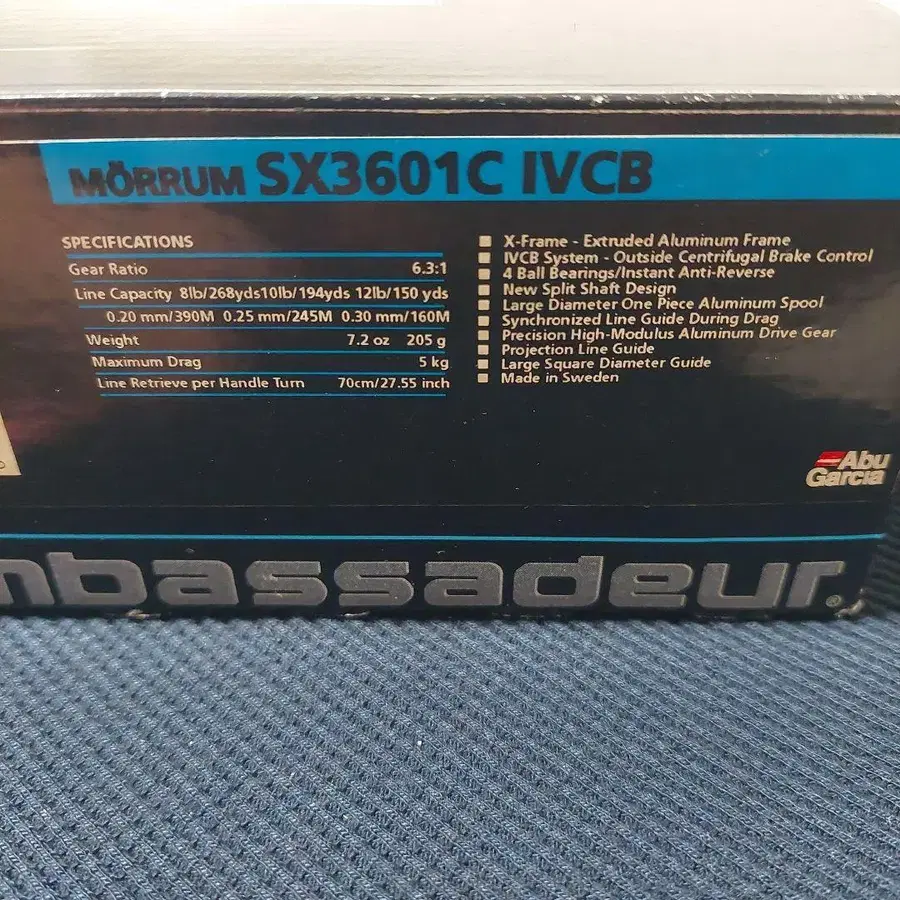 MÖRRUM SX3601C IVCB
SPECIFICATIONS
Gear Ratio 6.3:1
Line Capacity 8lb/268yds10lb/194yds 12lb/150 yds
0.20 mm/390M 0.25 mm/245M 0.30 mm/160M
Weight 7.2 oz 205 g
Maximum Drag 5 kg
Line Retrieve per Handle Turn 70cm/27.55 inch
X-Frame - Extruded Aluminum Frame
IVCB System - Outside Centrifugal Brake Control
4 Ball Bearings/Instant Anti-Reverse
New Split Shaft Design
Large Diameter One Piece Aluminum Spool
Synchronized Line Guide During Drag
Precision High-Modulus Aluminum Drive Gear
Projection Line Guide
Large Square Diameter Guide
Made in Sweden
Abu
Garcia
mbassadeur®